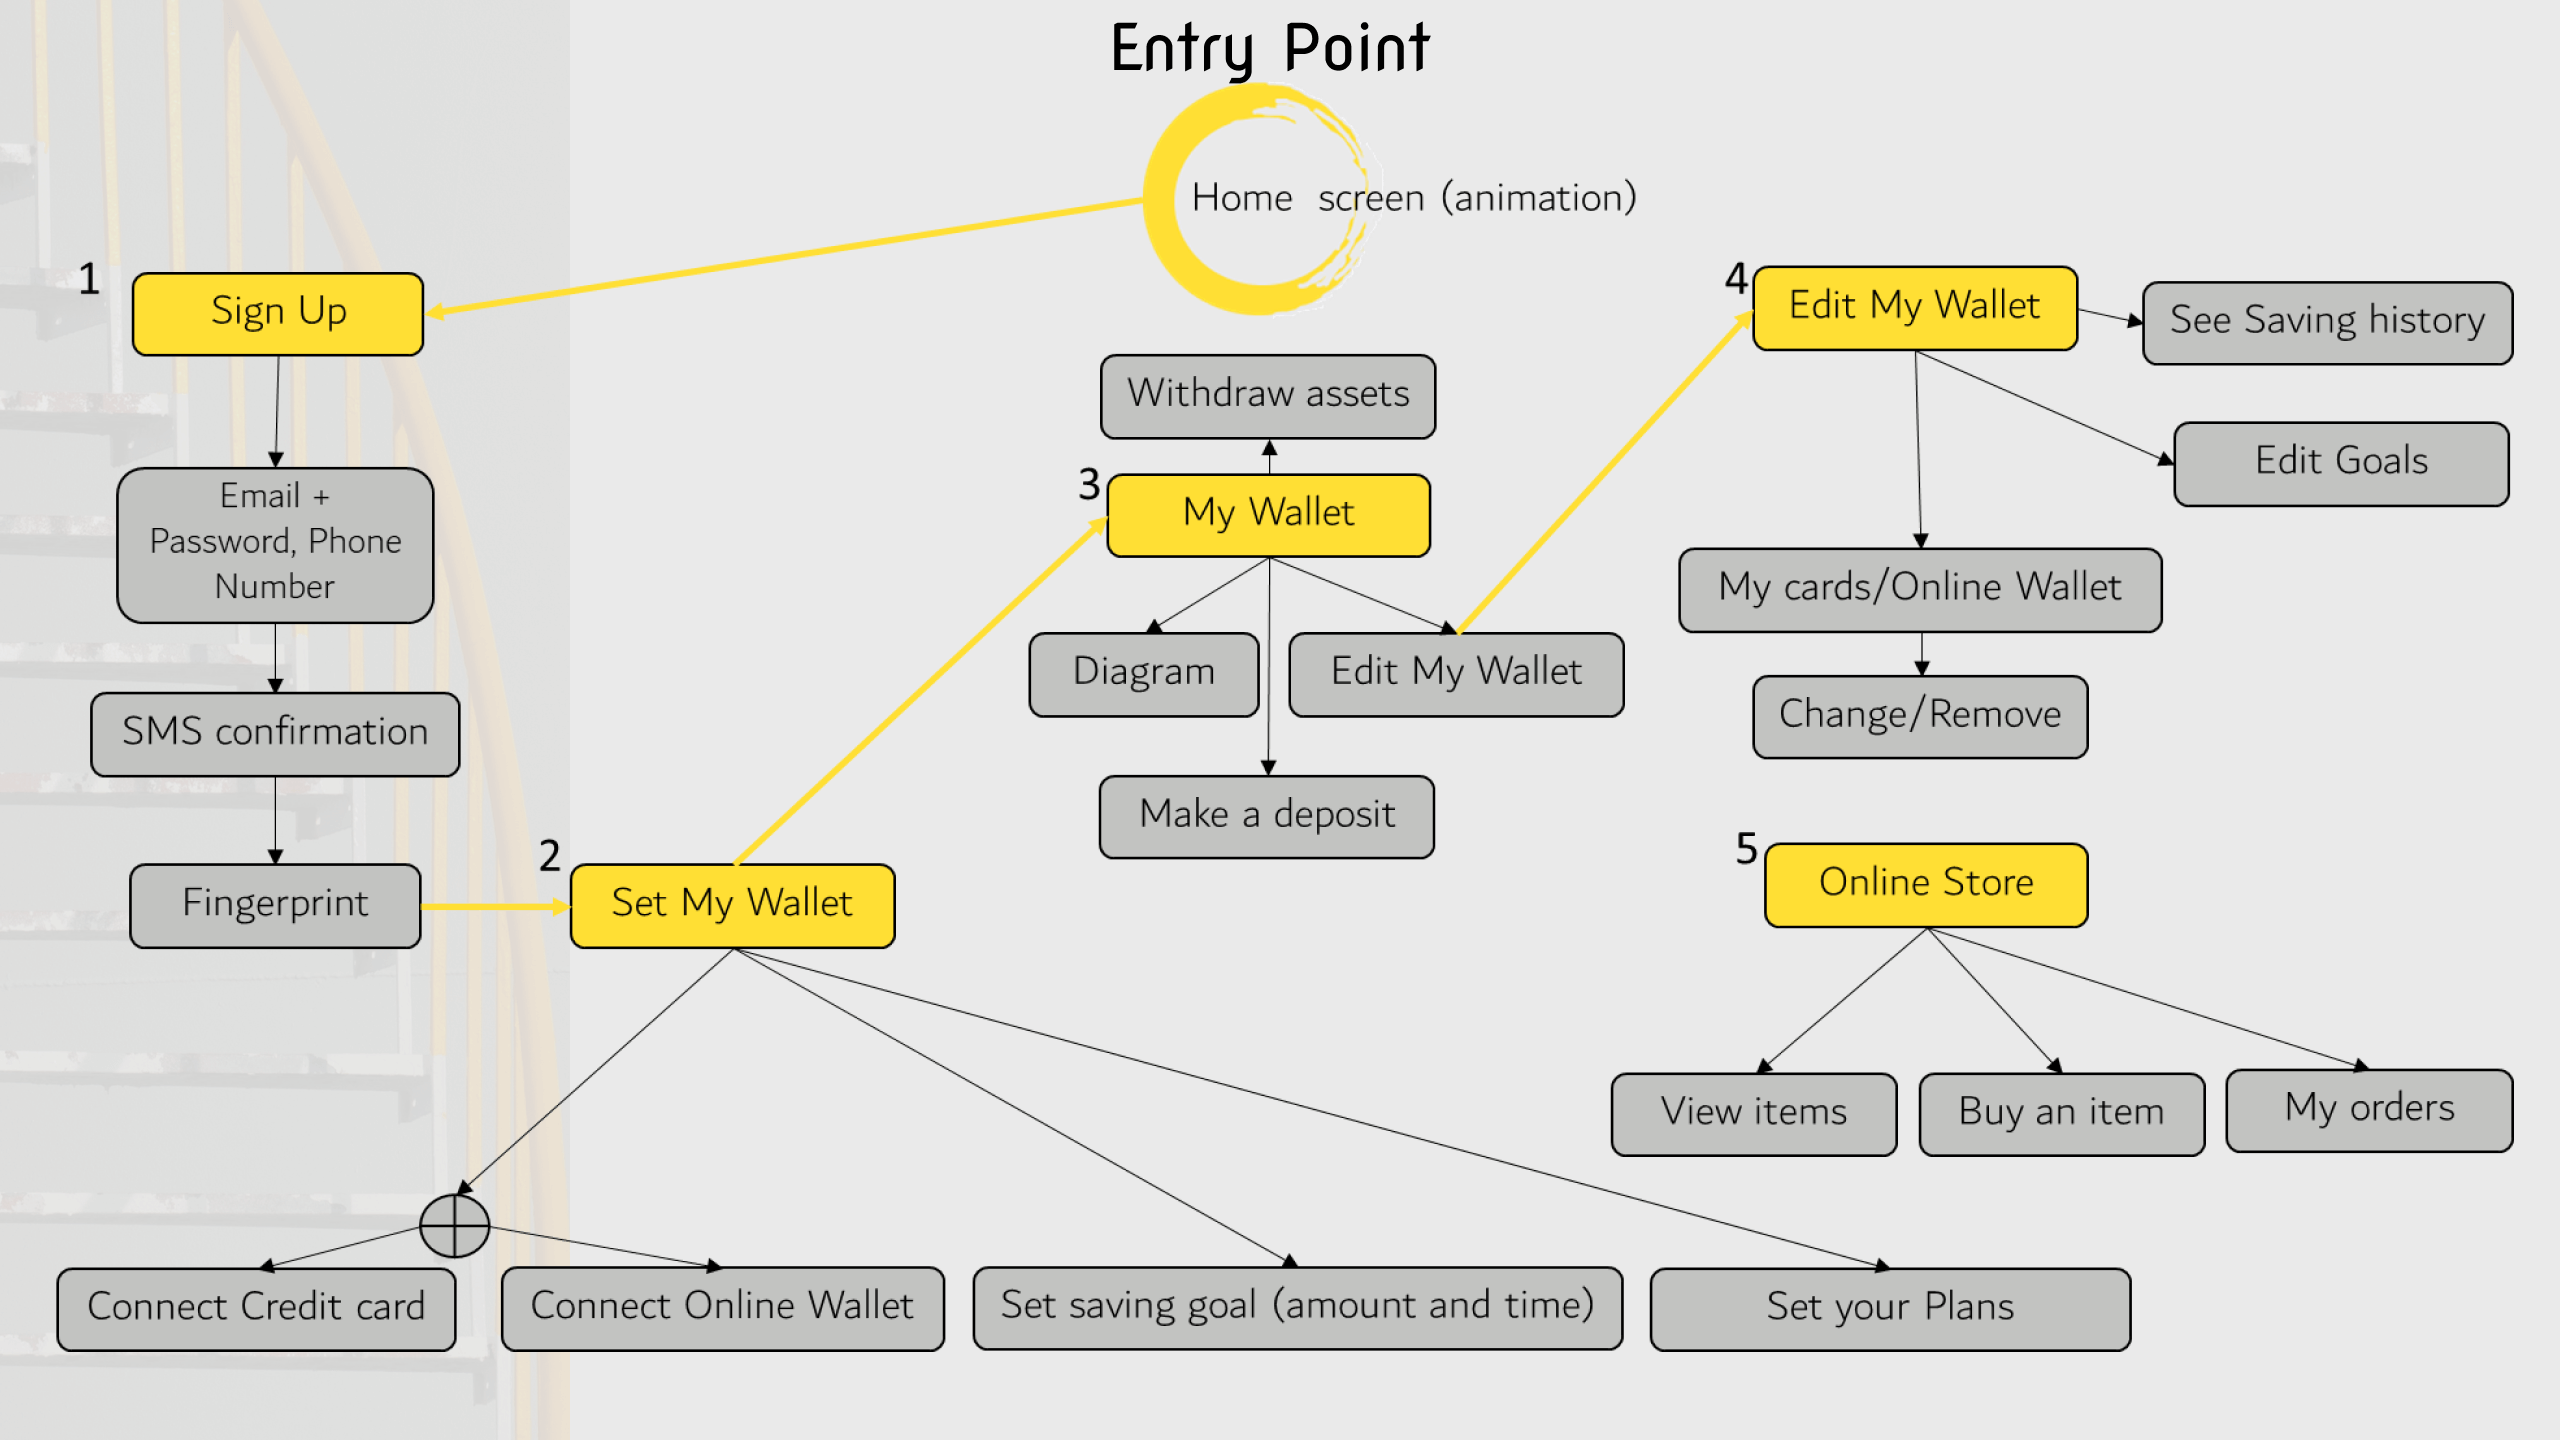 Entry Point
Home screen (animation)
1
Sign Up
Email +
Password, Phone
Number
SMS confirmation
Fingerprint
2
Set My Wallet
Connect Credit card
Connect Online Wallet
Set saving goal (amount and time)
Set your Plans
Withdraw assets
3
My Wallet
Diagram
Edit My Wallet
Make a deposit
4
Edit My Wallet
See Saving history
Edit Goals
My cards/Online Wallet
Change/Remove
5
Online Store
View items
Buy an item
My orders